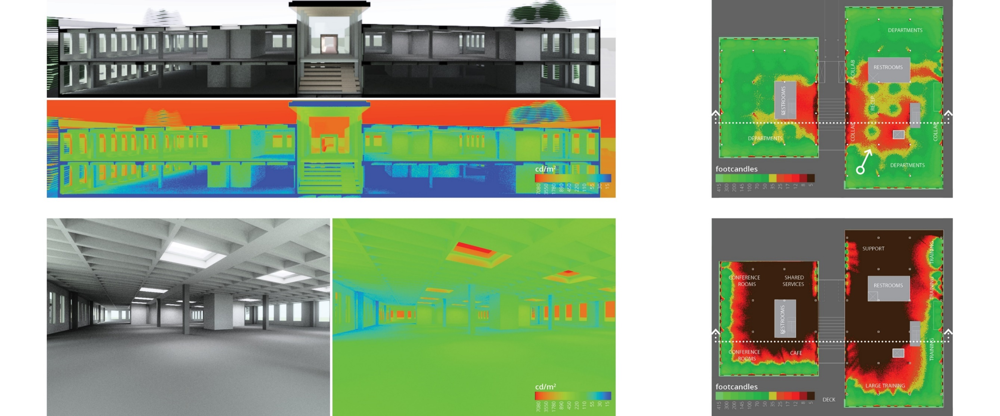 cd/m²
7080 3550 1780 890 450 220 110 55 30 15
DEPARTMENTS
COLLAB
RESTROOMS
RESTROOMS
RECEP
COLLAB
COLLAB
DEPARTMENTS
DEPARTMENTS
footcandles
415 300 200 145 100 70 50 35 25 17 12 8 5
cd/m²
7080 3550 1780 890 450 220 110 55 30 15
SUPPORT
TRAINING
CONFERENCE
ROOMS
SHARED
SERVICES
RESTROOMS
TRAINING
RESTROOMS
TRAINING
CONFERENCE
ROOMS
CAFE
LARGE TRAINING
footcandles
415 300 200 145 100 70 50 35 25 17 12 8 5
DECK